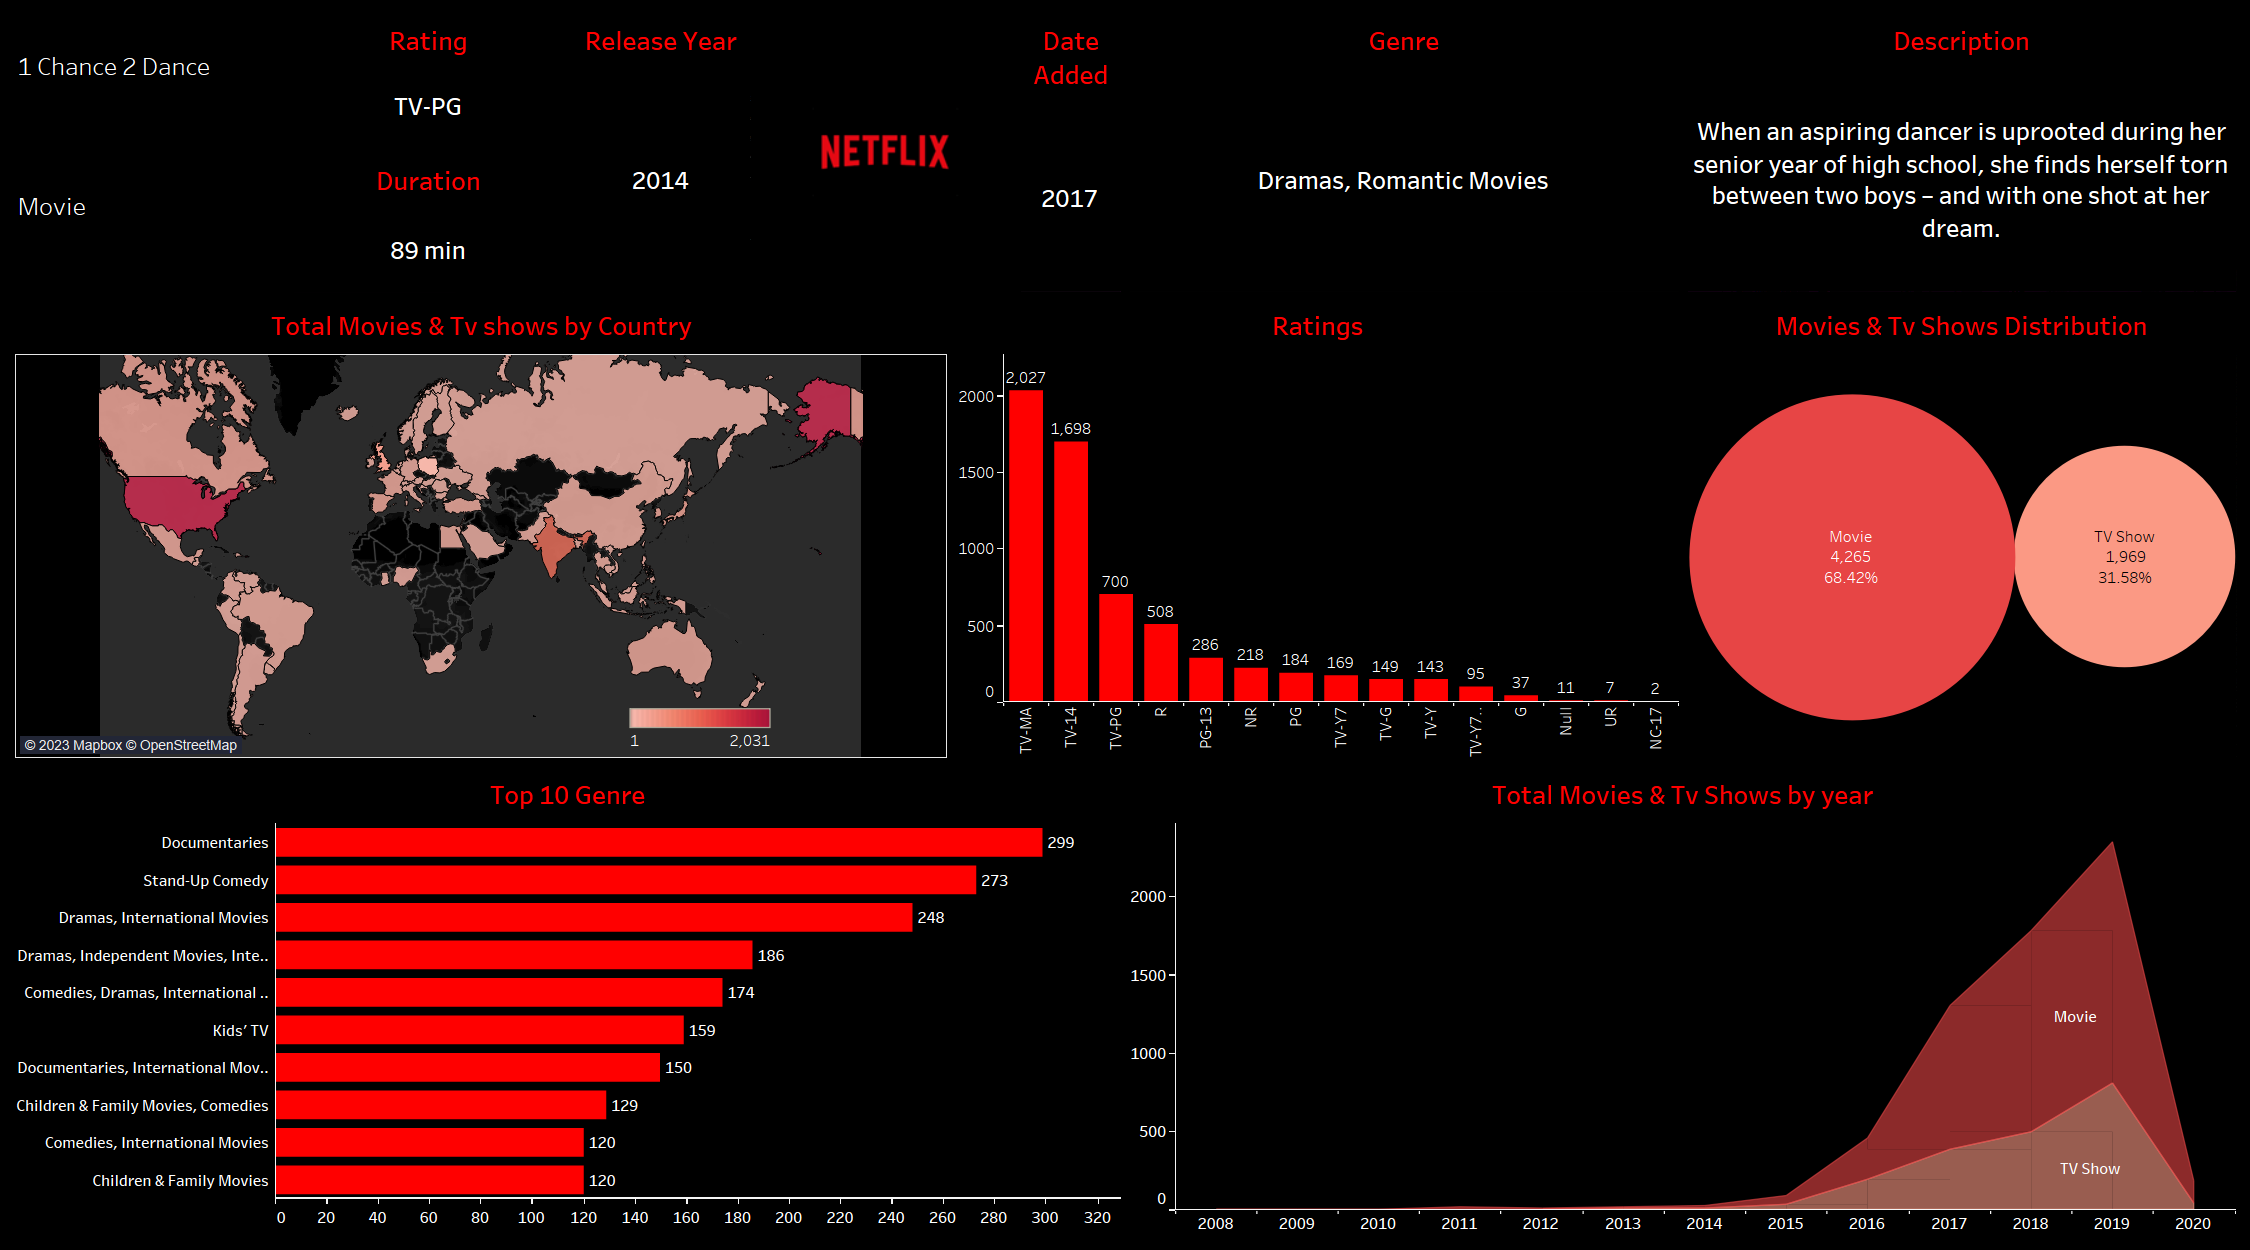 1 Chance 2 Dance
Movie
Rating
TV-PG
Duration
89 min
Release Year
2014
NETFLIX
Date
Added
2017
Genre
Dramas, Romantic Movies
Description
When an aspiring dancer is uprooted during her
senior year of high school, she finds herself torn
between two boys – and with one shot at her
dream.
Total Movies & Tv shows by Country
1 2,031
© 2023 Mapbox © OpenStreetMap
Ratings
2000
1500
1000
500
0
2,027
1,698
700
508
286
218
184
169
149
143
95
37
11
7
2
TV-MA
TV-14
TV-PG
R
PG-13
NR
PG
TV-Y7
TV-G
TV-Y
TV-Y7..
G
Null
UR
NC-17
Movies & Tv Shows Distribution
Movie
4,265
68.42%
TV Show
1,969
31.58%
Top 10 Genre
Documentaries 299
Stand-Up Comedy 273
Dramas, International Movies 248
Dramas, Independent Movies, Inte.. 186
Comedies, Dramas, International .. 174
Kids’ TV 159
Documentaries, International Mov.. 150
Children & Family Movies, Comedies 129
Comedies, International Movies 120
Children & Family Movies 120
0 20 40 60 80 100 120 140 160 180 200 220 240 260 280 300 320
Total Movies & Tv Shows by year
2000
1500
1000
500
0
Movie
TV Show
2008 2009 2010 2011 2012 2013 2014 2015 2016 2017 2018 2019 2020